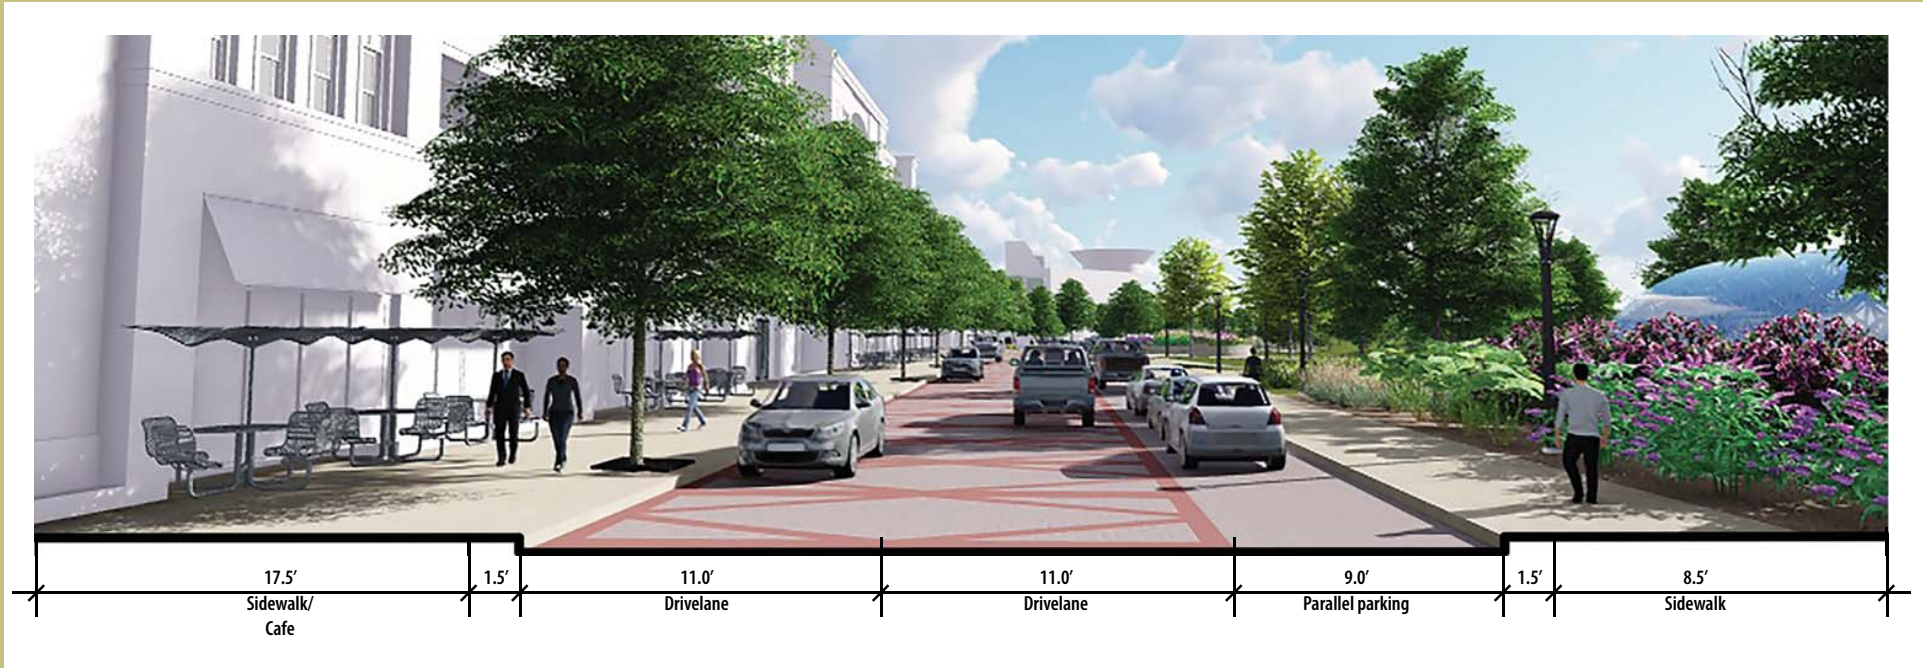 17.5′ 1.5′ 11.0′ 11.0′ 9.0′ 1.5′ 8.5′
Sidewalk/ Drivelane Drivelane Parallel parking Sidewalk
Cafe